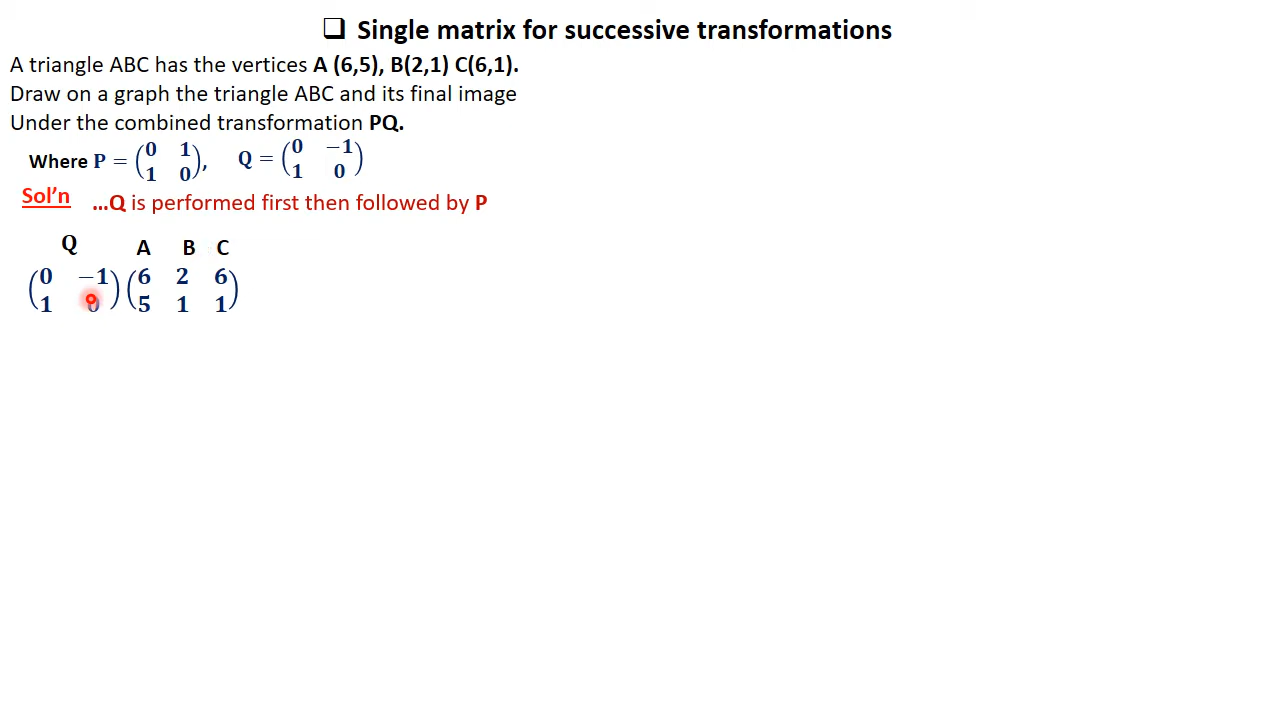 ❑ Single matrix for successive transformations
A triangle ABC has the vertices A (6,5), B(2,1) C(6,1).
Draw on a graph the triangle ABC and its final image
Under the combined transformation PQ.
Where P = (0 1
1 0), Q = (0 −1
1 0)
Sol’n ...Q is performed first then followed by P
Q A B C
(0 −1
1 0) (6 2 6
5 1 1)